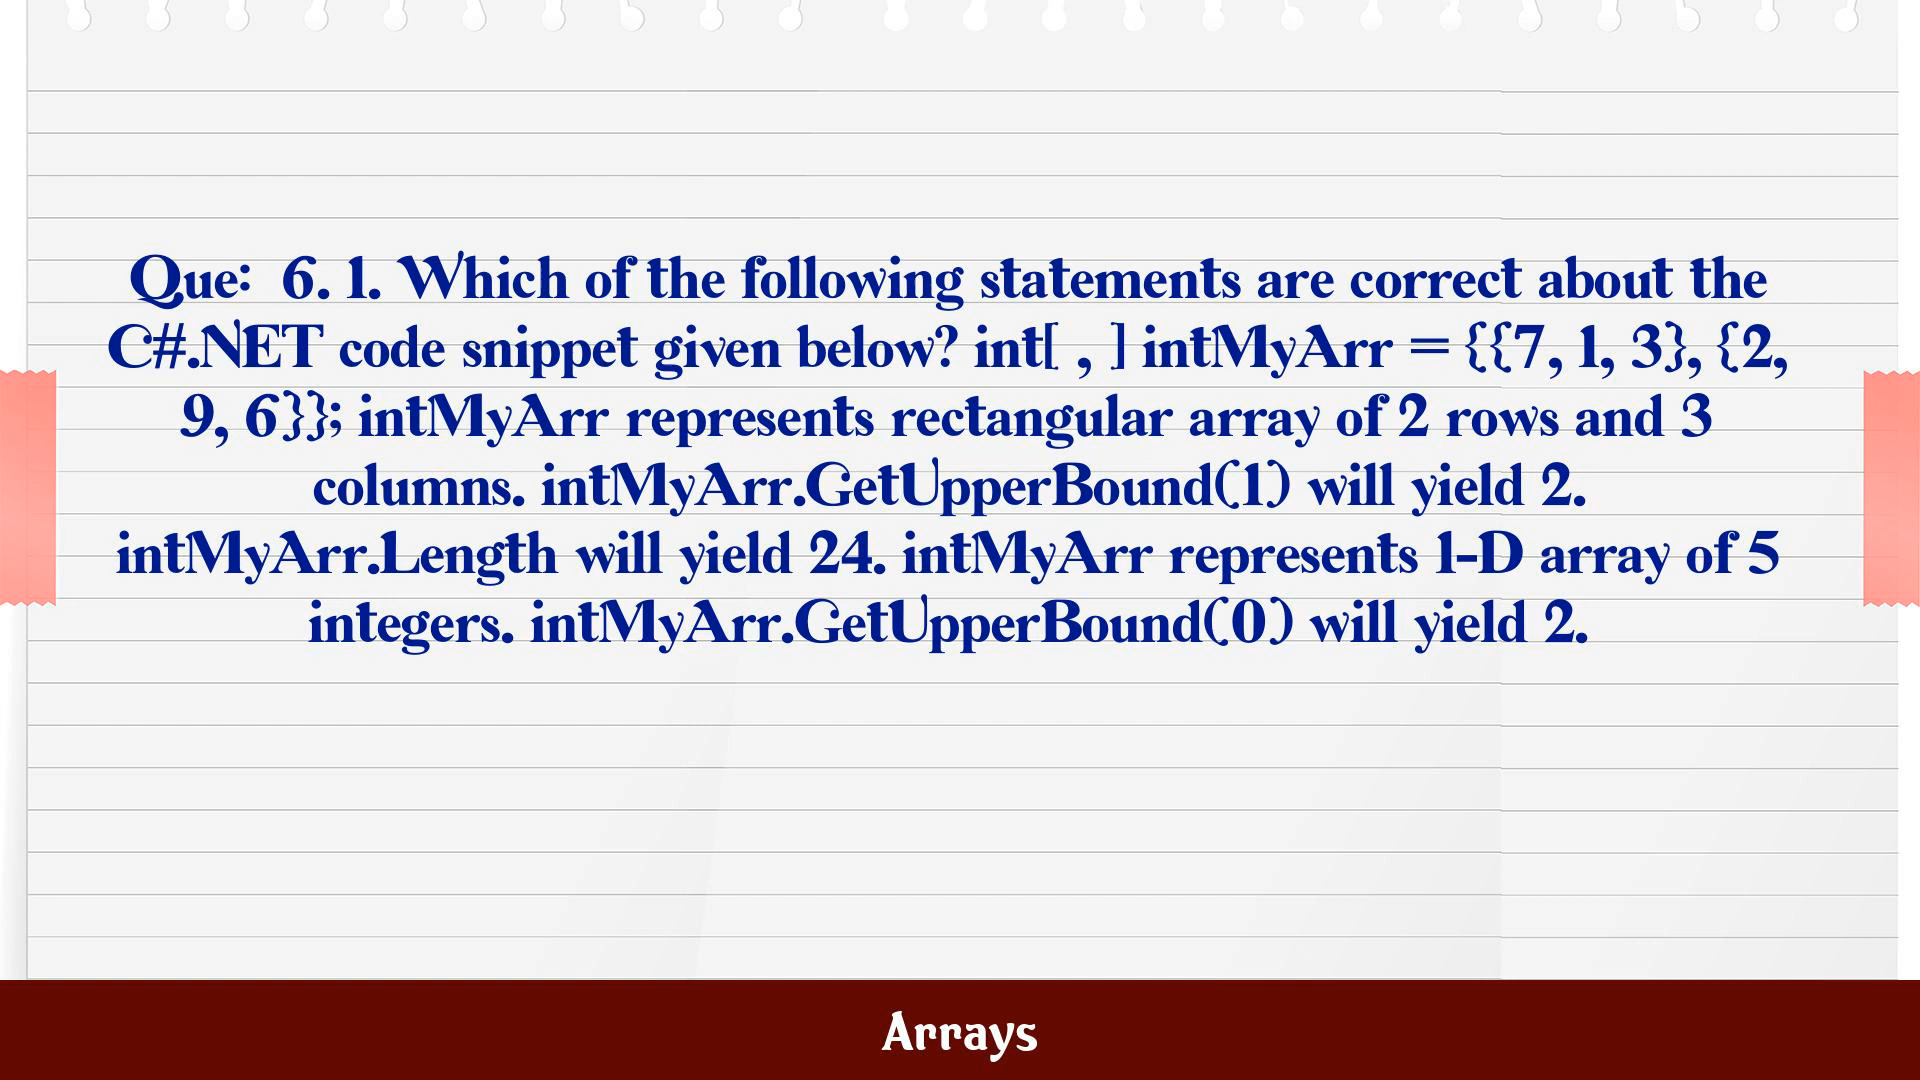 Que:  6. 1. Which of the following statements are correct about the
C#.NET code snippet given below? int[ , ] intMyArr = {{7, 1, 3}, {2,
9, 6}}; intMyArr represents rectangular array of 2 rows and 3
columns. intMyArr.GetUpperBound(1) will yield 2.
intMyArr.Length will yield 24. intMyArr represents 1-D array of 5
integers. intMyArr.GetUpperBound(0) will yield 2.
Arrays